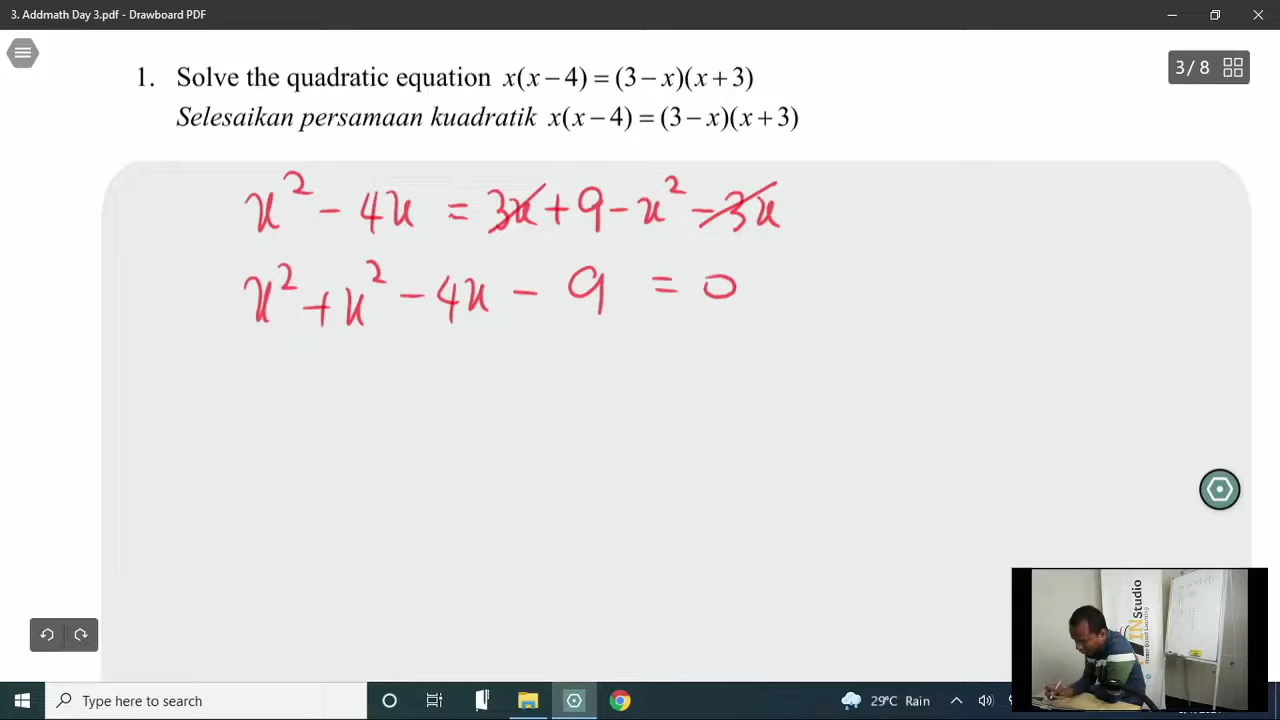 3. Addmath Day 3.pdf - Drawboard PDF
3 / 8
1. Solve the quadratic equation x(x − 4) = (3 − x)(x + 3)
Selesaikan persamaan kuadratik x(x − 4) = (3 − x)(x + 3)
x² − 4x = 3x + 9 − x² − 3x
x² + x² − 4x − 9 = 0
IN Studio
Type here to search
29°C Rain